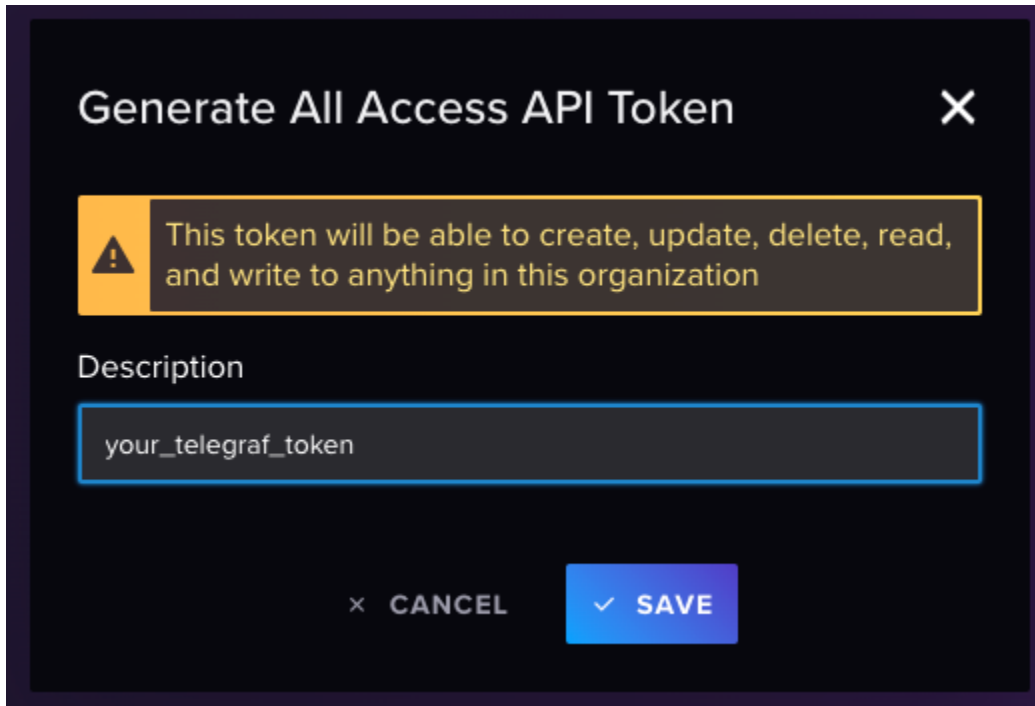 Generate All Access API Token
This token will be able to create, update, delete, read,
and write to anything in this organization
Description
your_telegraf_token
CANCEL
SAVE